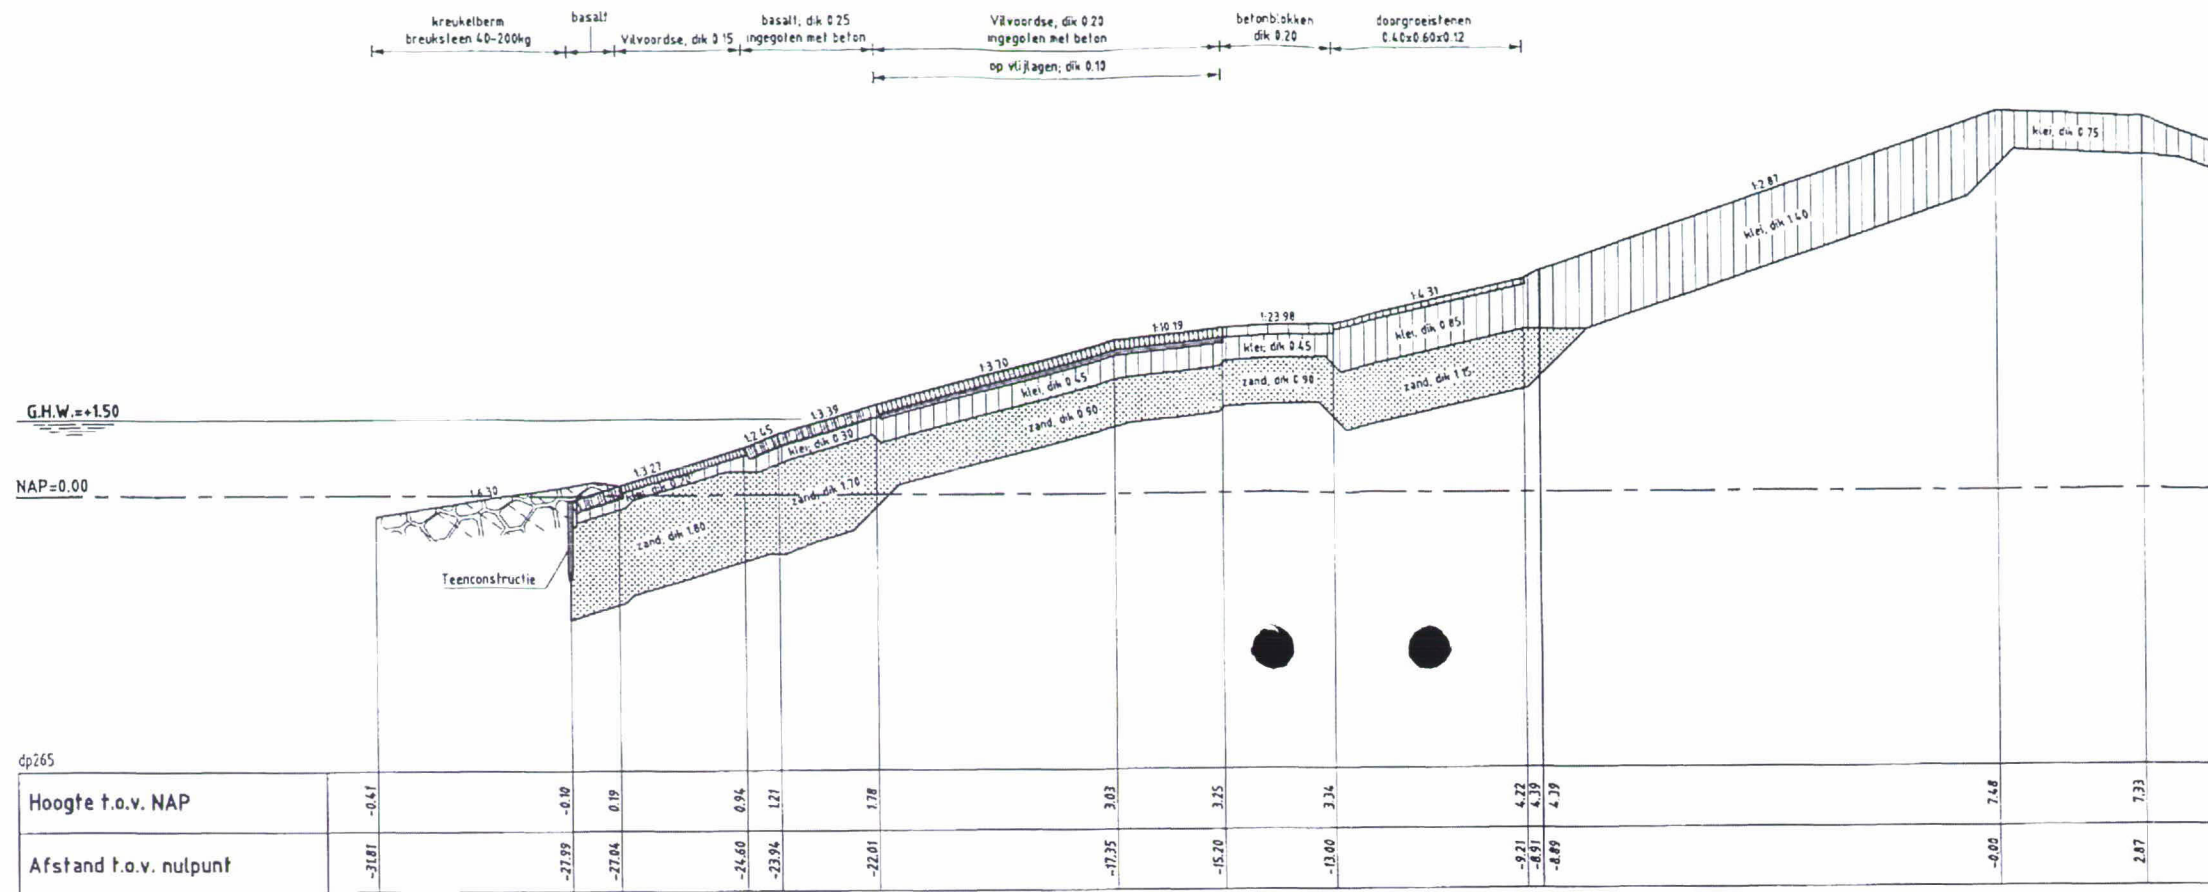 kreukelberm
breuksteen 40-200kg
basalt
Vilvoordse, dik 0.15
basalt; dik 0.25
ingegoten met beton
Vilvoordse, dik 0.20
ingegoten met beton
op vlijlagen; dik 0.10
betonblokken
dik 0.20
doorgroeistenen
0.40x0.60x0.12
klei, dik 0.75
1:2.87
klei, dik 1.40
1:4.31
klei, dik 0.85
zand, dik 1.15
1:23.98
klei, dik 0.45
zand, dik 0.90
1:10.19
1:3.70
klei, dik 0.45
zand, dik 0.90
G.H.W.=+1.50
1:3.39
1:2.45
klei, dik 0.30
zand, dik 1.70
1:3.27
klei, dik
zand, dik 1.80
NAP=0.00
1:6.30
Teenconstructie
dp265
Hoogte t.o.v. NAP -0.41 -0.10 0.19 0.94 1.21 1.78 3.03 3.25 3.34 4.22 4.39 4.39 7.48 7.33
Afstand t.o.v. nulpunt -31.81 -27.99 -27.04 -24.60 -23.94 -22.01 -17.35 -15.20 -13.00 -9.21 -8.91 -8.89 -0.00 2.87